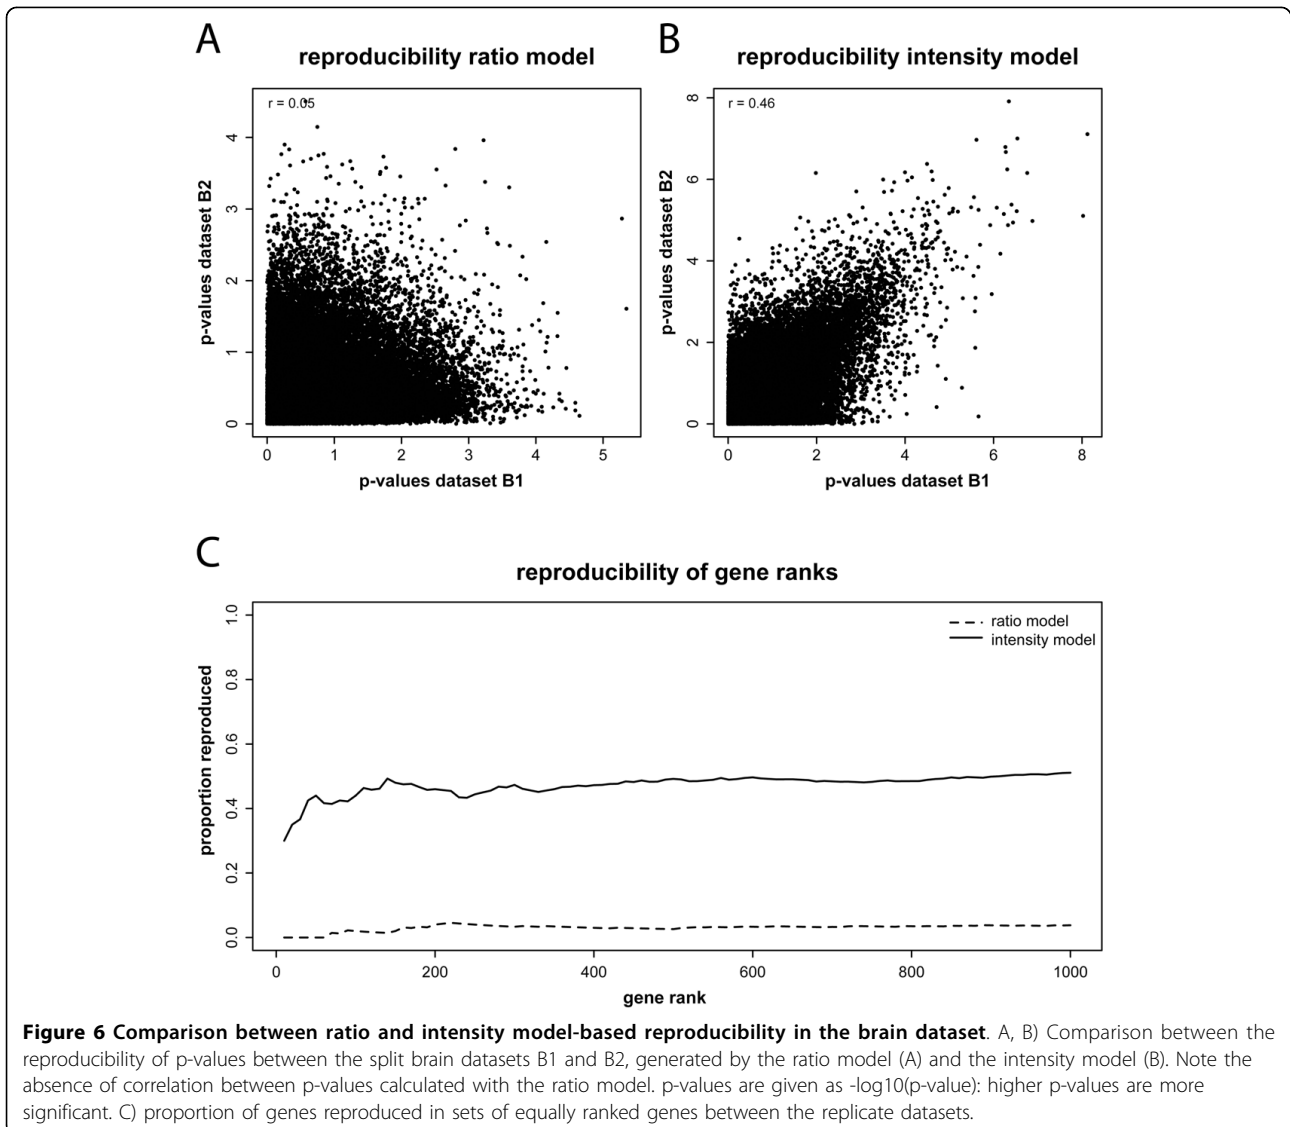 A
reproducibility ratio model
r = 0.05
p-values dataset B2
4
3
2
1
0
0 1 2 3 4 5
p-values dataset B1
B
reproducibility intensity model
r = 0.46
p-values dataset B2
8
6
4
2
0
0 2 4 6 8
p-values dataset B1
C
reproducibility of gene ranks
ratio model
intensity model
proportion reproduced
1.0
0.8
0.6
0.4
0.2
0.0
0 200 400 600 800 1000
gene rank
Figure 6 Comparison between ratio and intensity model-based reproducibility in the brain dataset. A, B) Comparison between the
reproducibility of p-values between the split brain datasets B1 and B2, generated by the ratio model (A) and the intensity model (B). Note the
absence of correlation between p-values calculated with the ratio model. p-values are given as -log10(p-value): higher p-values are more
significant. C) proportion of genes reproduced in sets of equally ranked genes between the replicate datasets.